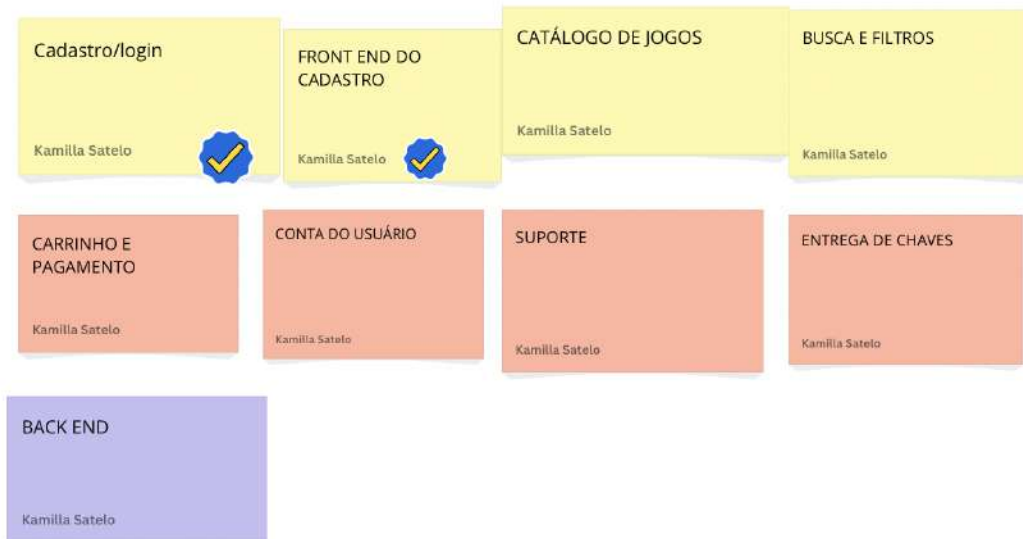 Cadastro/login
Kamilla Satelo
FRONT END DO
CADASTRO
Kamilla Satelo
CATÁLOGO DE JOGOS
Kamilla Satelo
BUSCA E FILTROS
Kamilla Satelo
CARRINHO E
PAGAMENTO
Kamilla Satelo
CONTA DO USUÁRIO
Kamilla Satelo
SUPORTE
Kamilla Satelo
ENTREGA DE CHAVES
Kamilla Satelo
BACK END
Kamilla Satelo